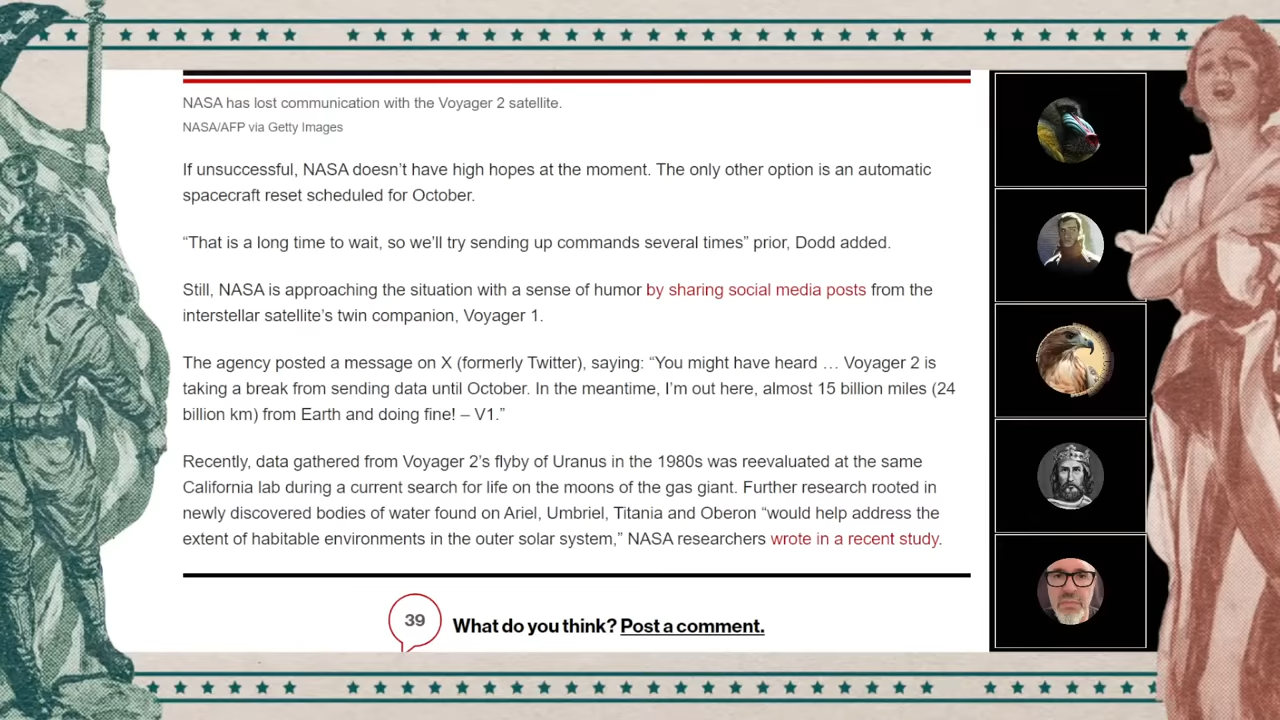 NASA has lost communication with the Voyager 2 satellite.
NASA/AFP via Getty Images
If unsuccessful, NASA doesn’t have high hopes at the moment. The only other option is an automatic
spacecraft reset scheduled for October.
“That is a long time to wait, so we’ll try sending up commands several times” prior, Dodd added.
Still, NASA is approaching the situation with a sense of humor by sharing social media posts from the
interstellar satellite’s twin companion, Voyager 1.
The agency posted a message on X (formerly Twitter), saying: “You might have heard … Voyager 2 is
taking a break from sending data until October. In the meantime, I’m out here, almost 15 billion miles (24
billion km) from Earth and doing fine! – V1.”
Recently, data gathered from Voyager 2’s flyby of Uranus in the 1980s was reevaluated at the same
California lab during a current search for life on the moons of the gas giant. Further research rooted in
newly discovered bodies of water found on Ariel, Umbriel, Titania and Oberon “would help address the
extent of habitable environments in the outer solar system,” NASA researchers wrote in a recent study.
39 What do you think? Post a comment.